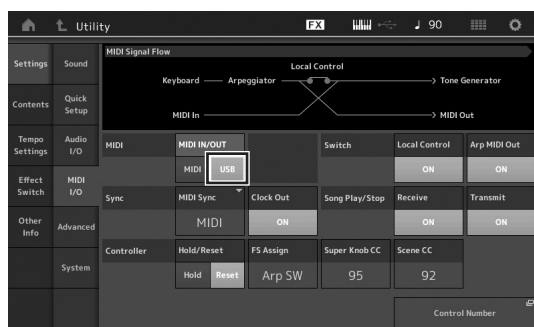 Utility
FX
♩ 90
Settings
Sound
MIDI Signal Flow
Local Control
Keyboard
Arpeggiator
Tone Generator
MIDI In
MIDI Out
Contents
Quick Setup
Tempo Settings
Audio I/O
MIDI
MIDI IN/OUT
MIDI
USB
Switch
Local Control
ON
Arp MIDI Out
ON
Effect Switch
MIDI I/O
Sync
MIDI Sync
MIDI
Clock Out
ON
Song Play/Stop
Receive
ON
Transmit
ON
Other Info
Advanced
Controller
Hold/Reset
Hold
Reset
FS Assign
Arp SW
Super Knob CC
95
Scene CC
92
System
Control Number